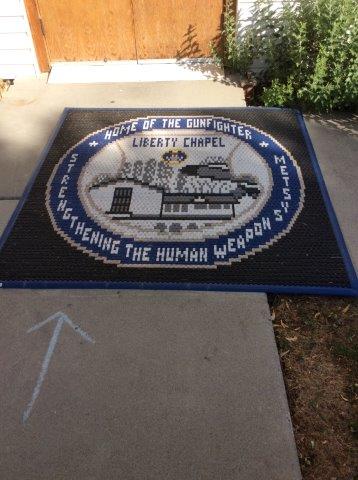 HOME OF THE GUNFIGHTER
LIBERTY CHAPEL
STRENGTHENING THE HUMAN WEAPON SYSTEM